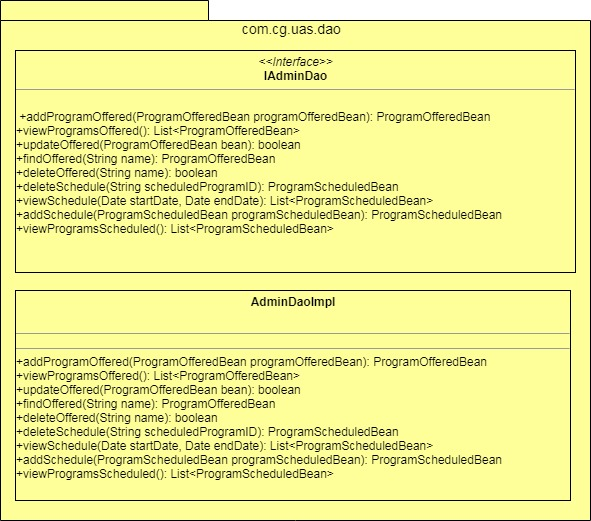 com.cg.uas.dao
<<Interface>>
IAdminDao
+addProgramOffered(ProgramOfferedBean programOfferedBean): ProgramOfferedBean
+viewProgramsOffered(): List<ProgramOfferedBean>
+updateOffered(ProgramOfferedBean bean): boolean
+findOffered(String name): ProgramOfferedBean
+deleteOffered(String name): boolean
+deleteSchedule(String scheduledProgramID): ProgramScheduledBean
+viewSchedule(Date startDate, Date endDate): List<ProgramScheduledBean>
+addSchedule(ProgramScheduledBean programScheduledBean): ProgramScheduledBean
+viewProgramsScheduled(): List<ProgramScheduledBean>
AdminDaoImpl
+addProgramOffered(ProgramOfferedBean programOfferedBean): ProgramOfferedBean
+viewProgramsOffered(): List<ProgramOfferedBean>
+updateOffered(ProgramOfferedBean bean): boolean
+findOffered(String name): ProgramOfferedBean
+deleteOffered(String name): boolean
+deleteSchedule(String scheduledProgramID): ProgramScheduledBean
+viewSchedule(Date startDate, Date endDate): List<ProgramScheduledBean>
+addSchedule(ProgramScheduledBean programScheduledBean): ProgramScheduledBean
+viewProgramsScheduled(): List<ProgramScheduledBean>